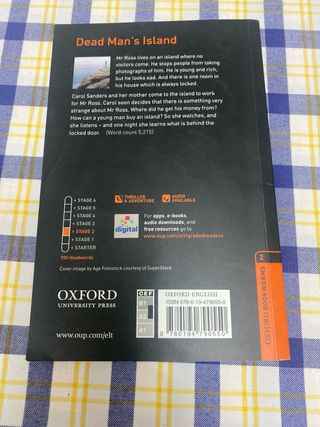 Dead Man's Island
Mr Ross lives on an island where no
visitors come. He stops people from taking
photographs of him. He is young and rich,
but he looks sad. And there is one room in
his house which is always locked.
Carol Sanders and her mother come to the island to work
for Mr Ross. Carol soon decides that there is something very
strange about Mr Ross. Where did he get his money from?
How can a young man buy an island? So she watches, and
she listens – and one night she learns what is behind the
locked door. (Word count 5,215)
STAGE 6
STAGE 5
STAGE 4
STAGE 3
STAGE 2
STAGE 1
STARTER
700 Headwords
THRILLER
& ADVENTURE
AUDIO
AVAILABLE
digital
For apps, e-books,
audio downloads, and
free resources go to
www.oup.com/elt/gradedreaders
Cover image by Age Fotostock courtesy of SuperStock
OXFORD
UNIVERSITY PRESS
www.oup.com/elt
CEF
B1
A2
A1
OXFORD ENGLISH
ISBN 978-0-19-479055-0
9 780194 790550
2
OXFORD BOOKWORMS